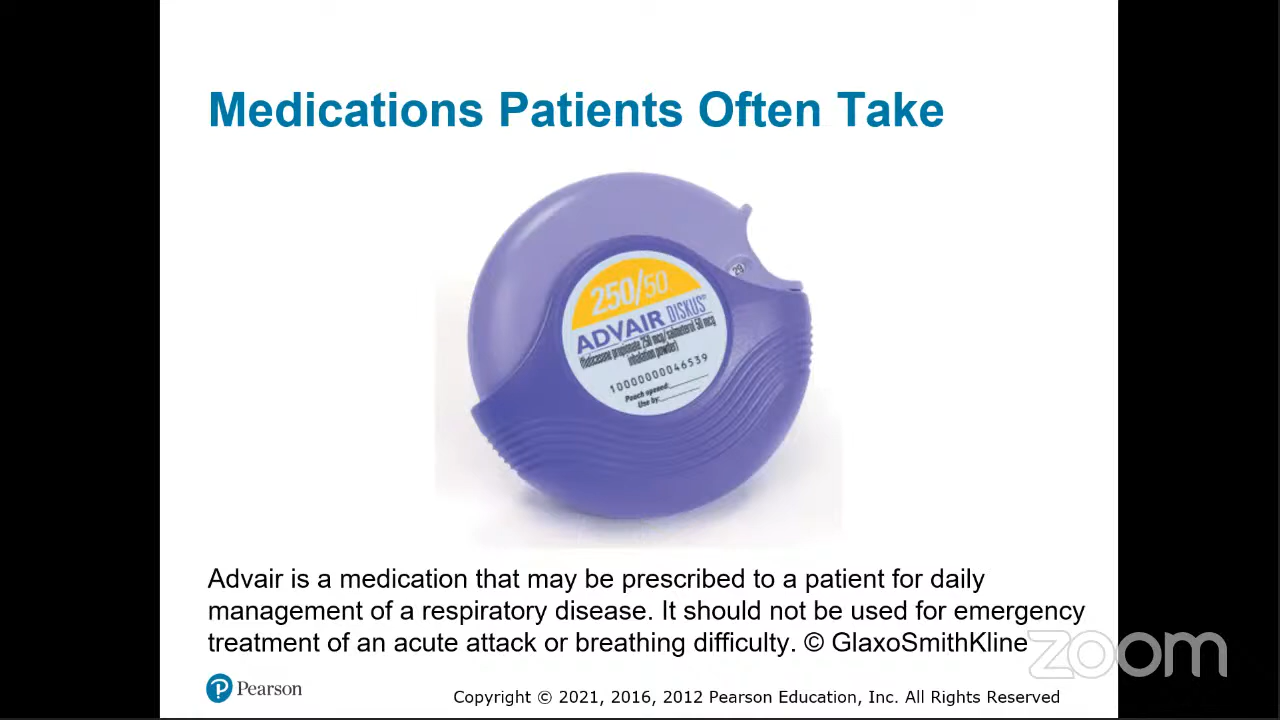 Medications Patients Often Take
29
250/50
ADVAIR DISKUS
(fluticasone propionate 250 mcg/salmeterol 50 mcg
inhalation powder)
10000000046539
Pouch opened:
Use by:
Advair is a medication that may be prescribed to a patient for daily
management of a respiratory disease. It should not be used for emergency
treatment of an acute attack or breathing difficulty. © GlaxoSmithKline
zoom
Pearson
Copyright © 2021, 2016, 2012 Pearson Education, Inc. All Rights Reserved